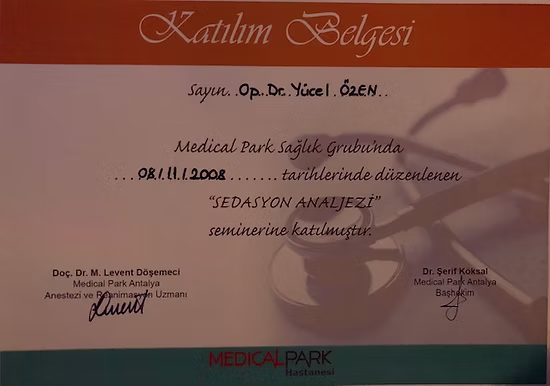 Katılım Belgesi
Sayın. . Op. Dr. Yücel ÖZEN. .
Medical Park Sağlık Grubu'nda
. . . 08/11/2008 . . . . . . . tarihlerinde düzenlenen
“SEDASYON ANALJEZİ”
seminerine katılmıştır.
Doç. Dr. M. Levent Döşemeci
Medical Park Antalya
Anestezi ve Reanimasyon Uzmanı
Dr. Şerif Köksal
Medical Park Antalya
Başhekim
MEDICALPARK
Hastanesi